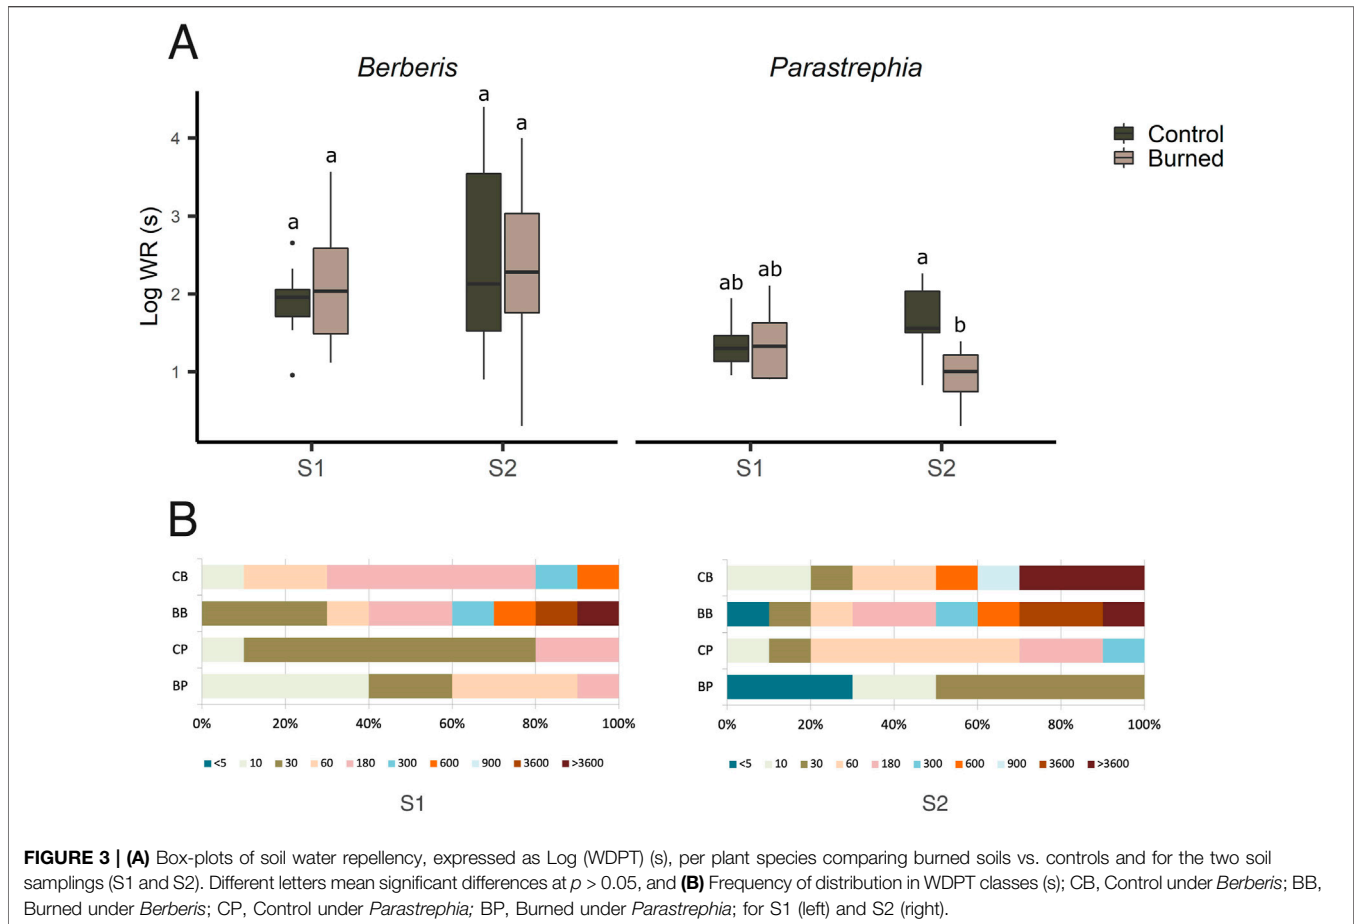 A
Berberis
Parastrephia
Control
Burned
Log WR (s)
4
3
2
1
a
a
a
a
ab
ab
a
b
S1
S2
S1
S2
B
CB
BB
CP
BP
0% 20% 40% 60% 80% 100%
<5 10 30 60 180 300 600 900 3600 >3600
S1
CB
BB
CP
BP
0% 20% 40% 60% 80% 100%
<5 10 30 60 180 300 600 900 3600 >3600
S2
FIGURE 3 | (A) Box-plots of soil water repellency, expressed as Log (WDPT) (s), per plant species comparing burned soils vs. controls and for the two soil
samplings (S1 and S2). Different letters mean significant differences at p > 0.05, and (B) Frequency of distribution in WDPT classes (s); CB, Control under Berberis; BB,
Burned under Berberis; CP, Control under Parastrephia; BP, Burned under Parastrephia; for S1 (left) and S2 (right).